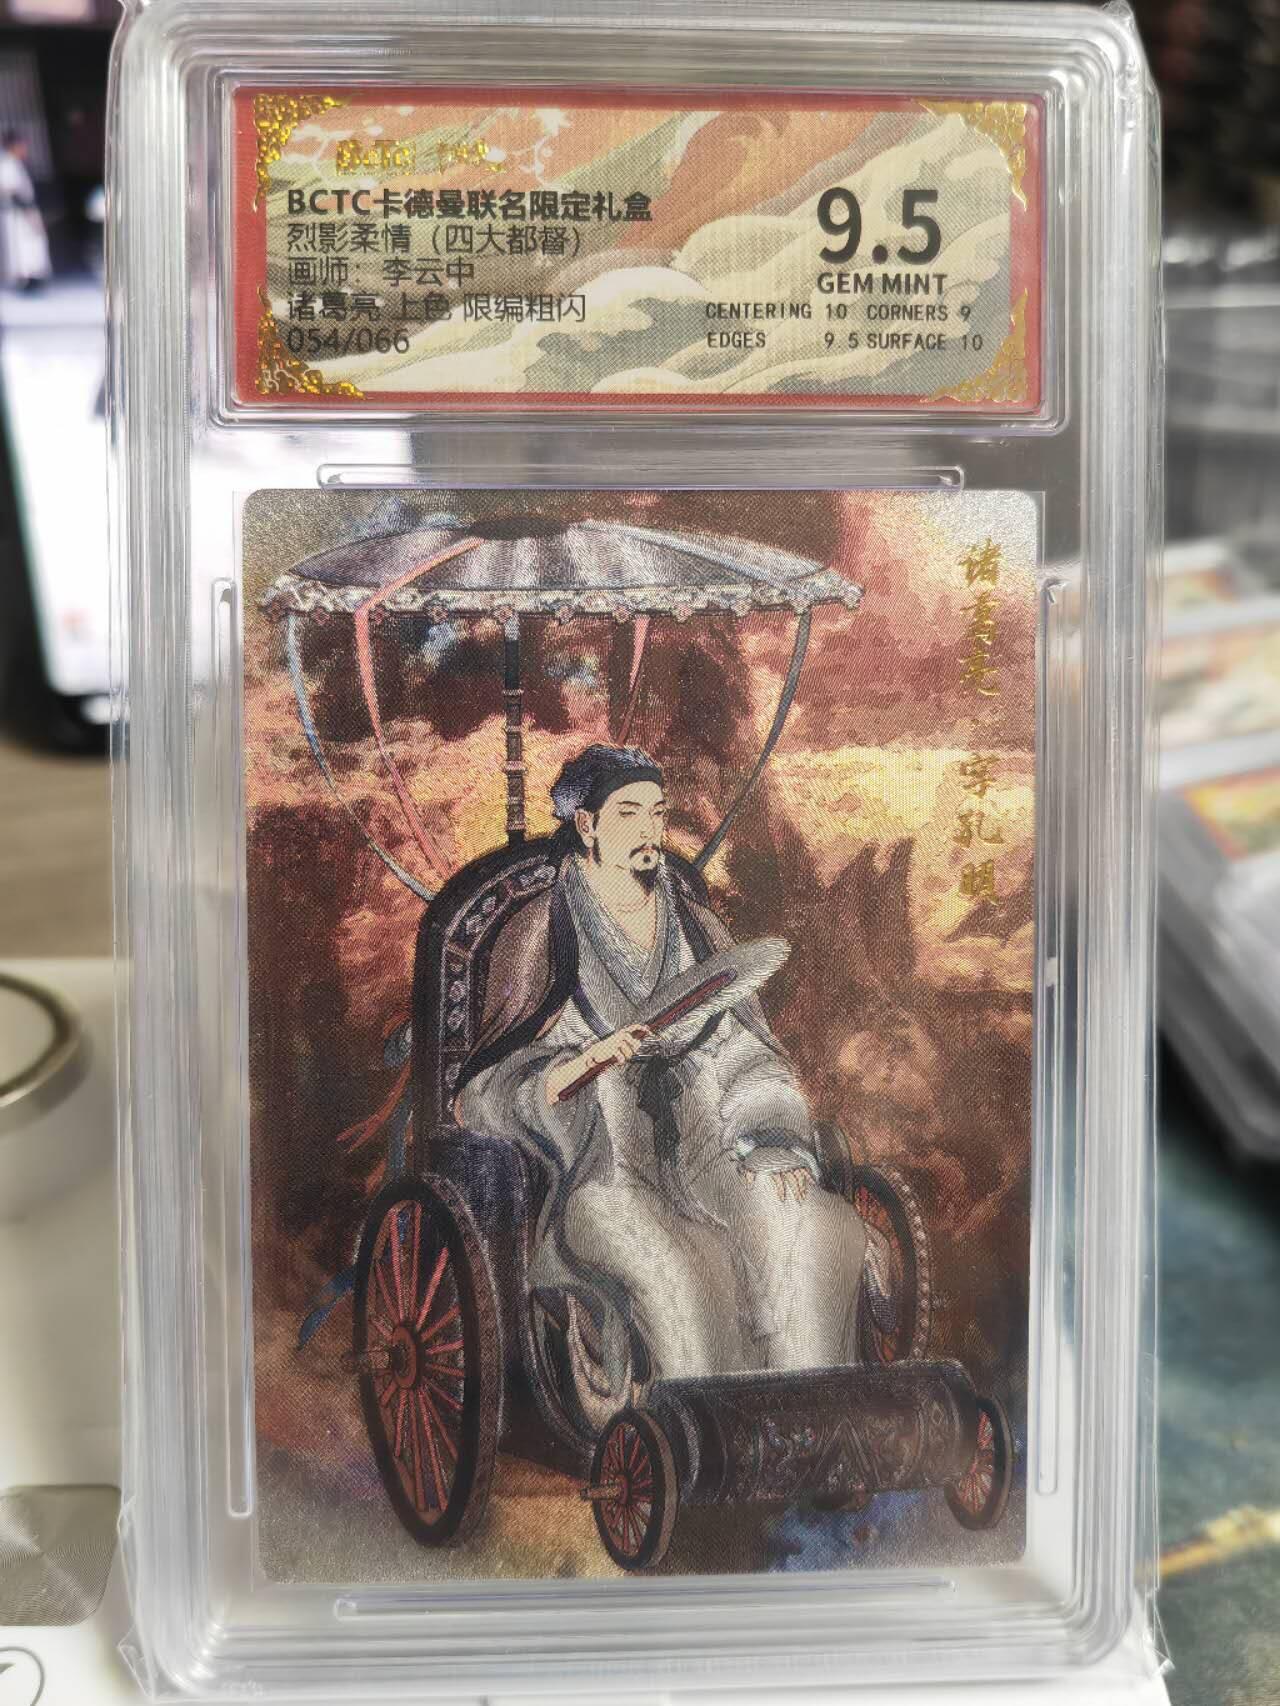 BCTC卡德曼联名限定礼盒
烈影柔情（四大都督）
画师：李云中
诸葛亮 上色 限编粗闪
054/066
9.5
GEM MINT
CENTERING 10 CORNERS 9
EDGES 9.5 SURFACE 10
诸葛亮 字孔明